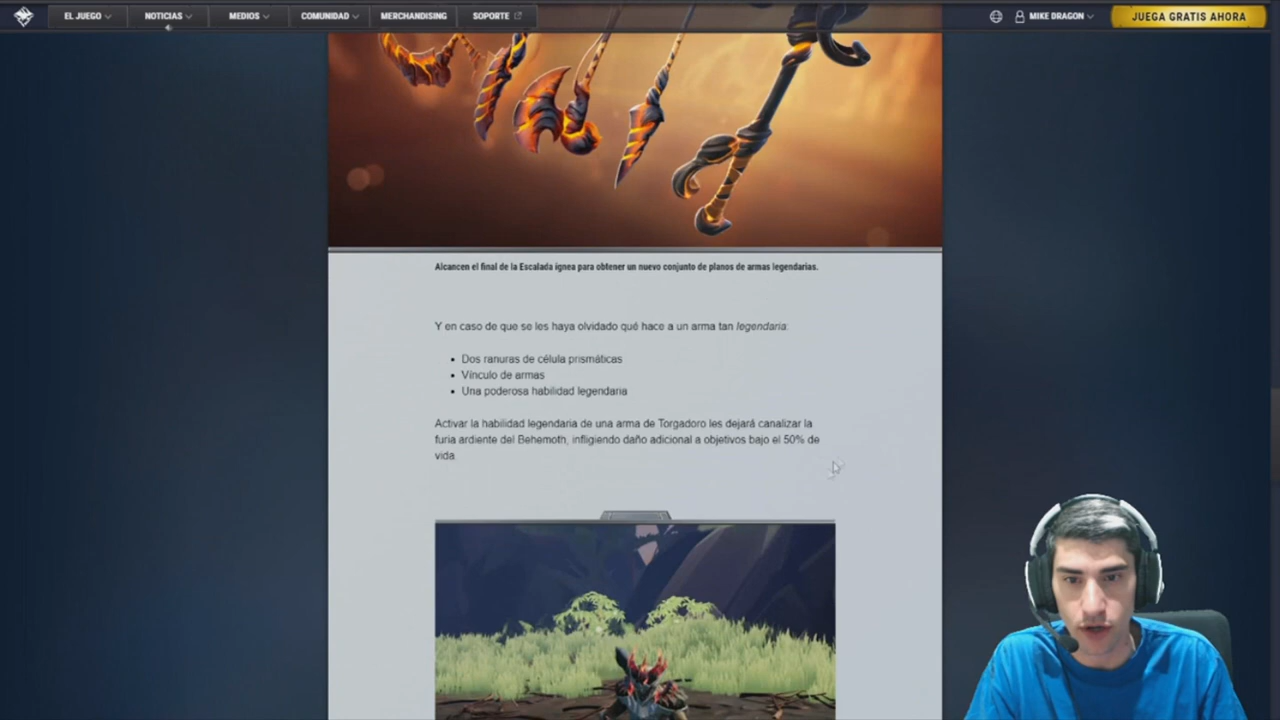 EL JUEGO
NOTICIAS
MEDIOS
COMUNIDAD
MERCHANDISING
SOPORTE
MIKE DRAGON
JUEGA GRATIS AHORA
Alcancen el final de la Escalada ígnea para obtener un nuevo conjunto de planos de armas legendarias.
Y en caso de que se les haya olvidado qué hace a un arma tan legendaria:
• Dos ranuras de célula prismáticas
• Vínculo de armas
• Una poderosa habilidad legendaria
Activar la habilidad legendaria de una arma de Torgadoro les dejará canalizar la
furia ardiente del Behemoth, infligiendo daño adicional a objetivos bajo el 50% de
vida.